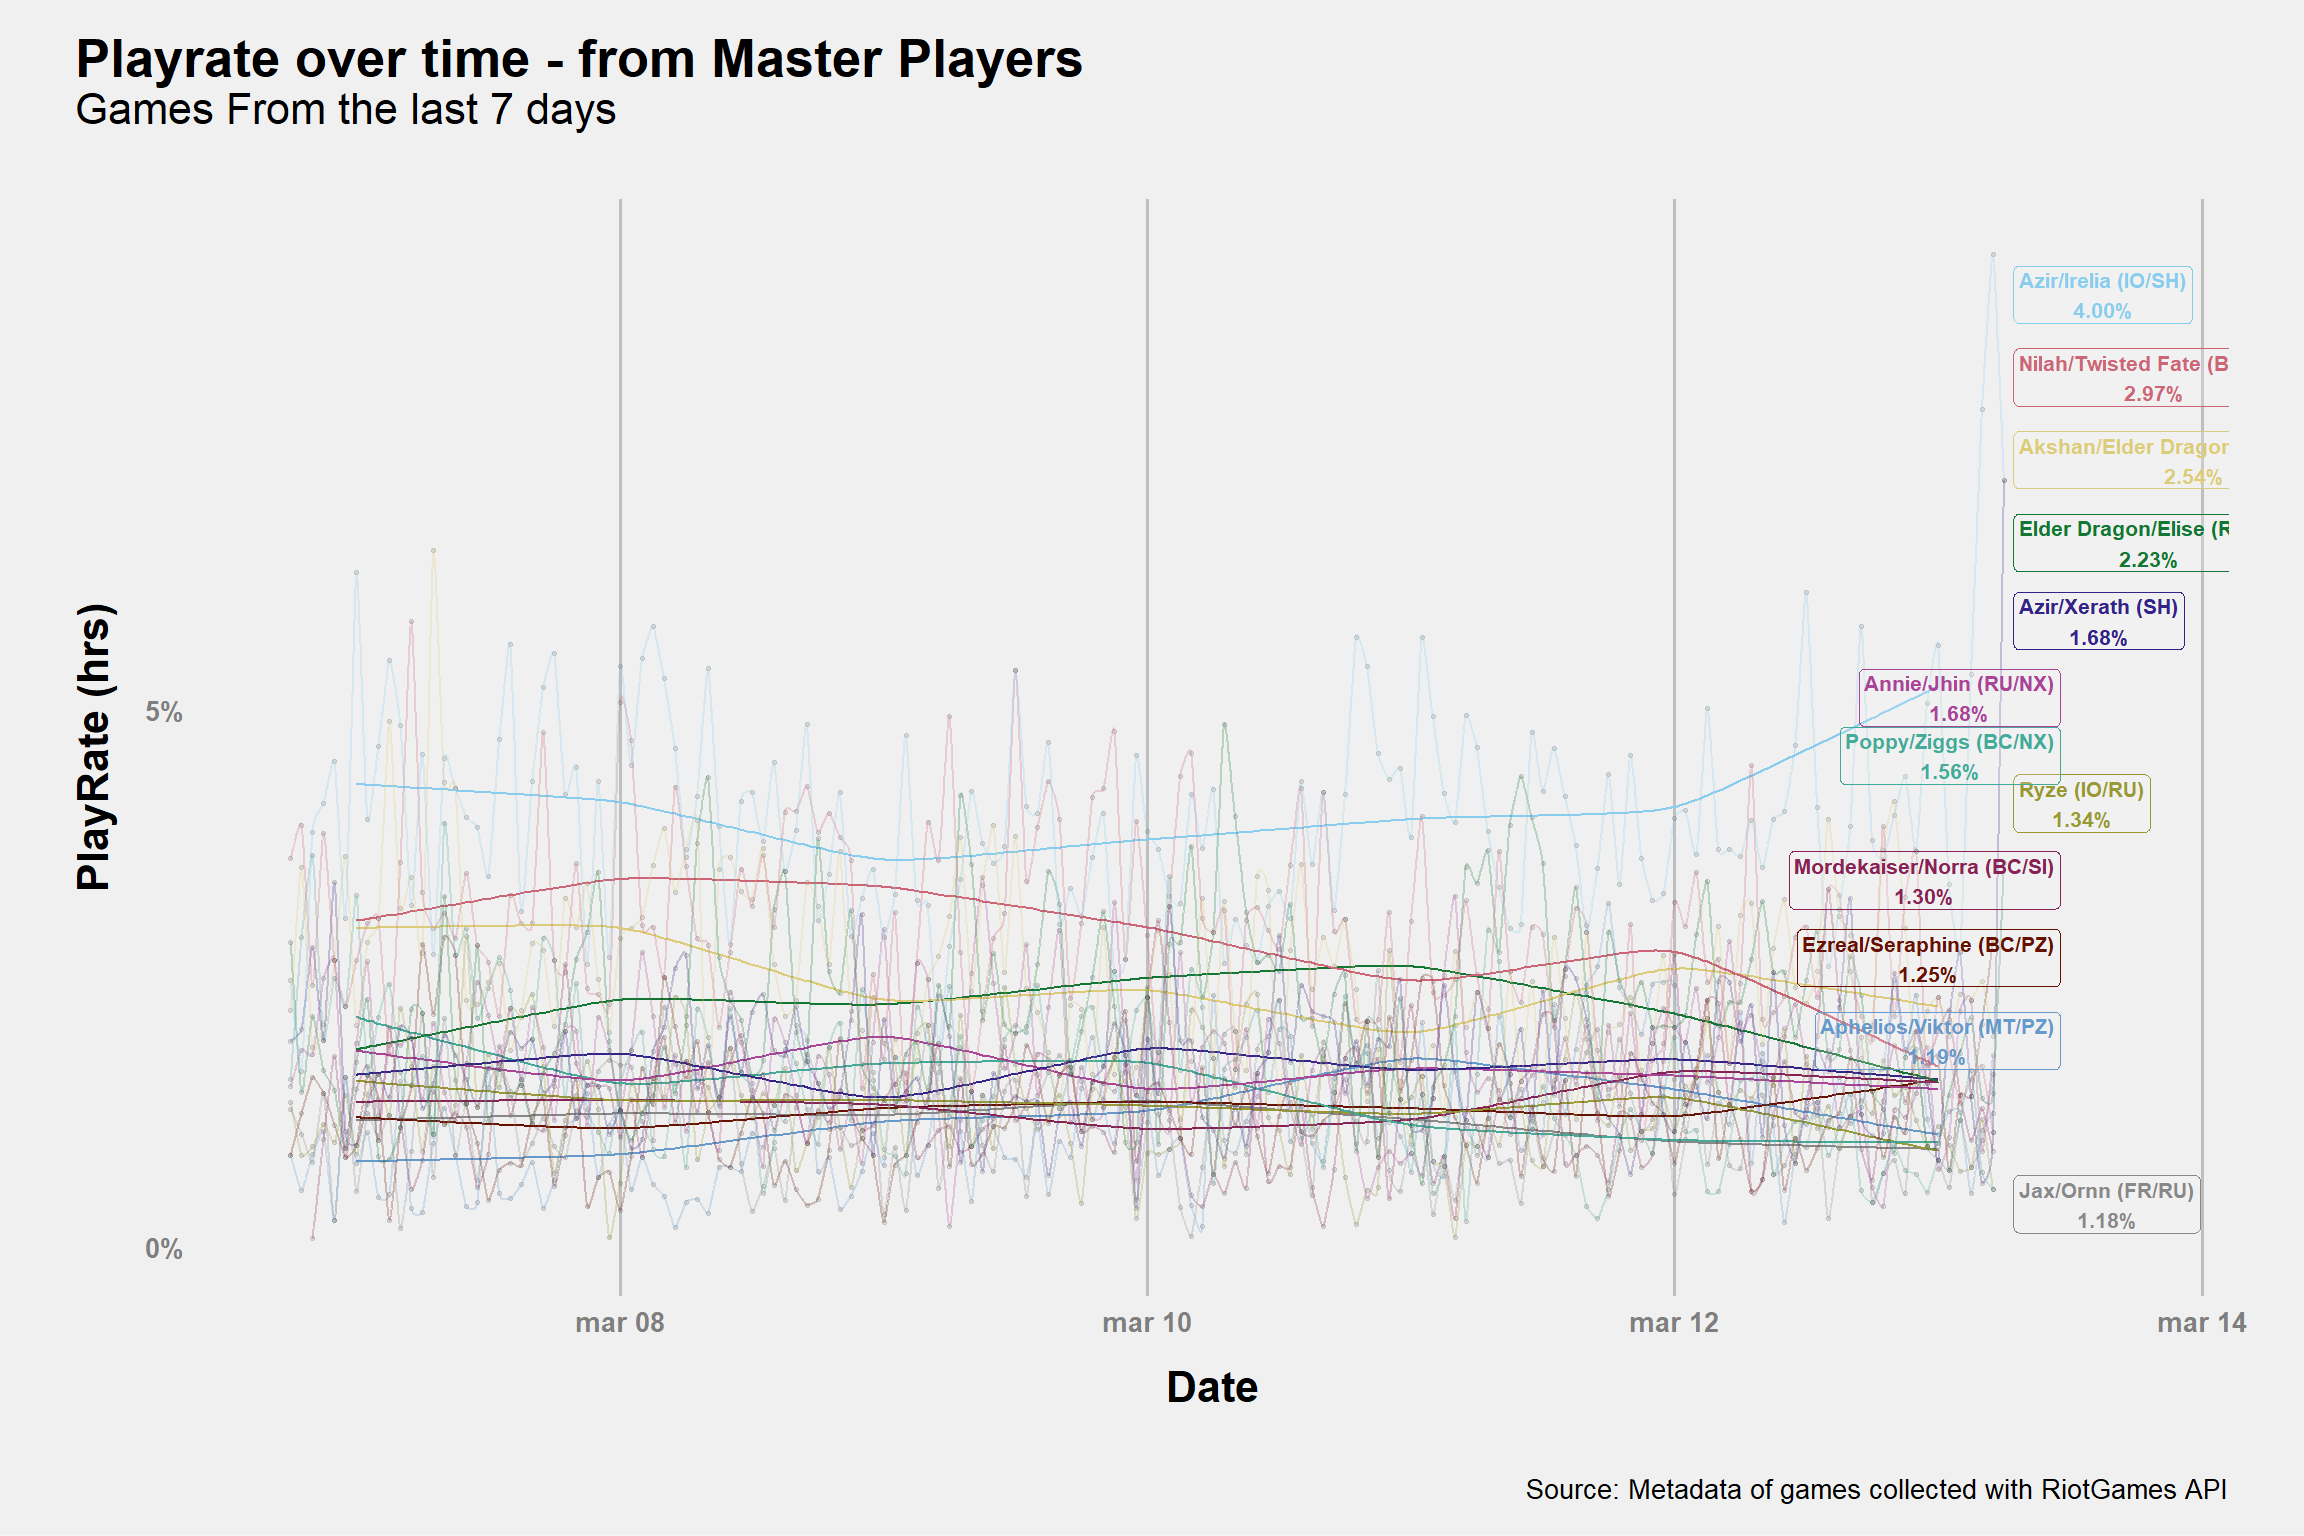 Playrate over time - from Master Players
Games From the last 7 days
PlayRate (hrs)
5%
0%
Azir/Irelia (IO/SH)
4.00%
Nilah/Twisted Fate (B
2.97%
Akshan/Elder Dragon
2.54%
Elder Dragon/Elise (R
2.23%
Azir/Xerath (SH)
1.68%
Annie/Jhin (RU/NX)
1.68%
Poppy/Ziggs (BC/NX)
1.56%
Ryze (IO/RU)
1.34%
Mordekaiser/Norra (BC/SI)
1.30%
Ezreal/Seraphine (BC/PZ)
1.25%
Aphelios/Viktor (MT/PZ)
1.19%
Jax/Ornn (FR/RU)
1.18%
mar 08
mar 10
mar 12
mar 14
Date
Source: Metadata of games collected with RiotGames API